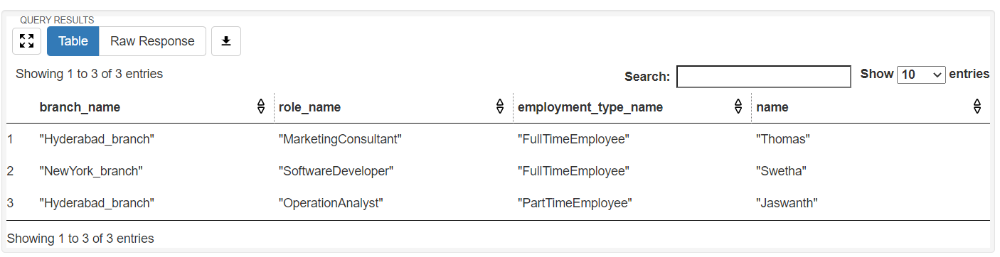 QUERY RESULTS
Table Raw Response
Showing 1 to 3 of 3 entries
Search: Show 10 entries
branch_name role_name employment_type_name name
1 "Hyderabad_branch" "MarketingConsultant" "FullTimeEmployee" "Thomas"
2 "NewYork_branch" "SoftwareDeveloper" "FullTimeEmployee" "Swetha"
3 "Hyderabad_branch" "OperationAnalyst" "PartTimeEmployee" "Jaswanth"
Showing 1 to 3 of 3 entries